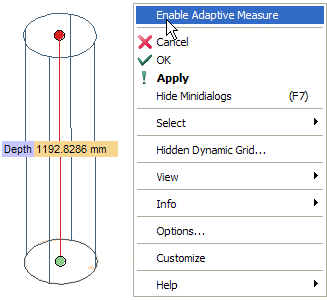 Enable Adaptive Measure
Cancel
OK
Apply
Hide Minidialogs (F7)
Select
Hidden Dynamic Grid...
View
Info
Options...
Customize
Help
Depth 1192.8286 mm